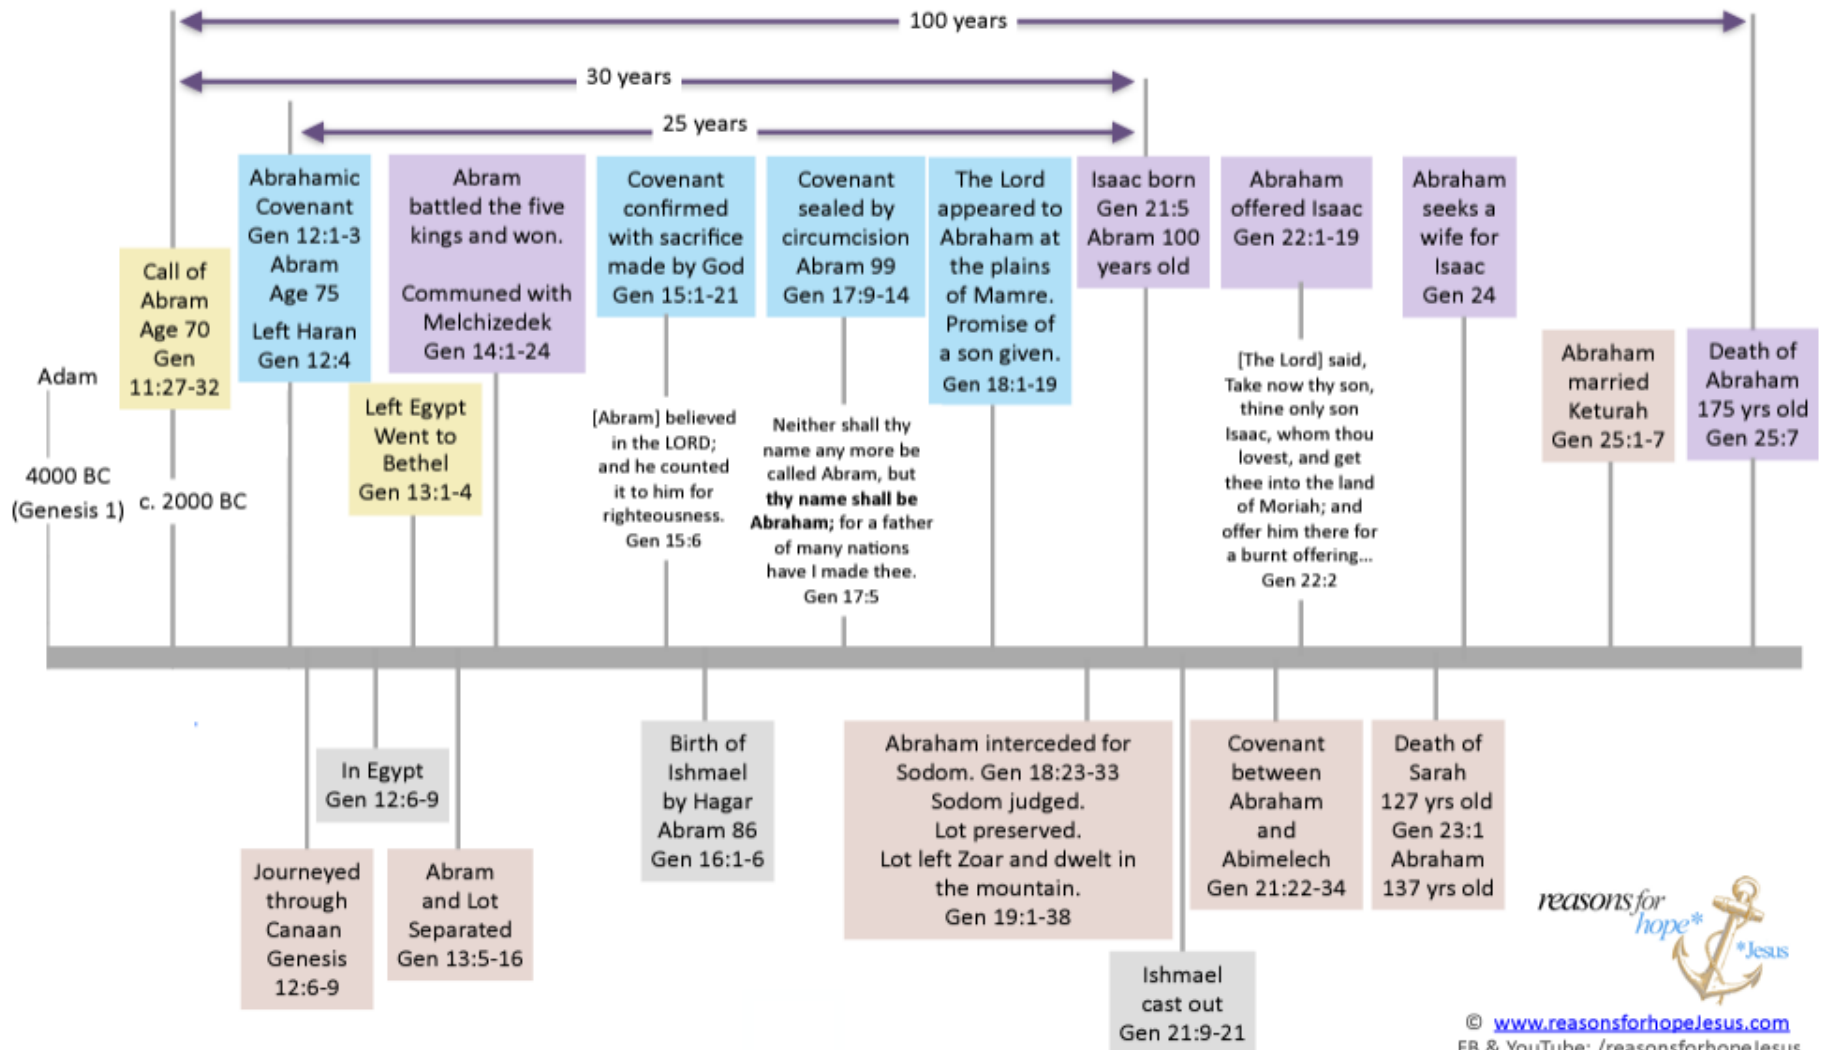 100 years
30 years
25 years
Adam
4000 BC
(Genesis 1)
Call of
Abram
Age 70
Gen
11:27-32
c. 2000 BC
Abrahamic
Covenant
Gen 12:1-3
Abram
Age 75
Left Haran
Gen 12:4
Left Egypt
Went to
Bethel
Gen 13:1-4
Abram
battled the five
kings and won.
Communed with
Melchizedek
Gen 14:1-24
Covenant
confirmed
with sacrifice
made by God
Gen 15:1-21
[Abram] believed
in the LORD;
and he counted
it to him for
righteousness.
Gen 15:6
Covenant
sealed by
circumcision
Abram 99
Gen 17:9-14
Neither shall thy
name any more be
called Abram, but
thy name shall be
Abraham; for a father
of many nations
have I made thee.
Gen 17:5
The Lord
appeared to
Abraham at
the plains
of Mamre.
Promise of
a son given.
Gen 18:1-19
Isaac born
Gen 21:5
Abram 100
years old
Abraham
offered Isaac
Gen 22:1-19
[The Lord] said,
Take now thy son,
thine only son
Isaac, whom thou
lovest, and get
thee into the land
of Moriah; and
offer him there for
a burnt offering...
Gen 22:2
Abraham
seeks a
wife for
Isaac
Gen 24
Abraham
married
Keturah
Gen 25:1-7
Death of
Abraham
175 yrs old
Gen 25:7
Journeyed
through
Canaan
Genesis
12:6-9
In Egypt
Gen 12:6-9
Abram
and Lot
Separated
Gen 13:5-16
Birth of
Ishmael
by Hagar
Abram 86
Gen 16:1-6
Abraham interceded for
Sodom. Gen 18:23-33
Sodom judged.
Lot preserved.
Lot left Zoar and dwelt in
the mountain.
Gen 19:1-38
Ishmael
cast out
Gen 21:9-21
Covenant
between
Abraham
and
Abimelech
Gen 21:22-34
Death of
Sarah
127 yrs old
Gen 23:1
Abraham
137 yrs old
reasons for
hope*
*Jesus
© www.reasonsforhopeJesus.com
FB & YouTube: /reasonsforhopeJesus